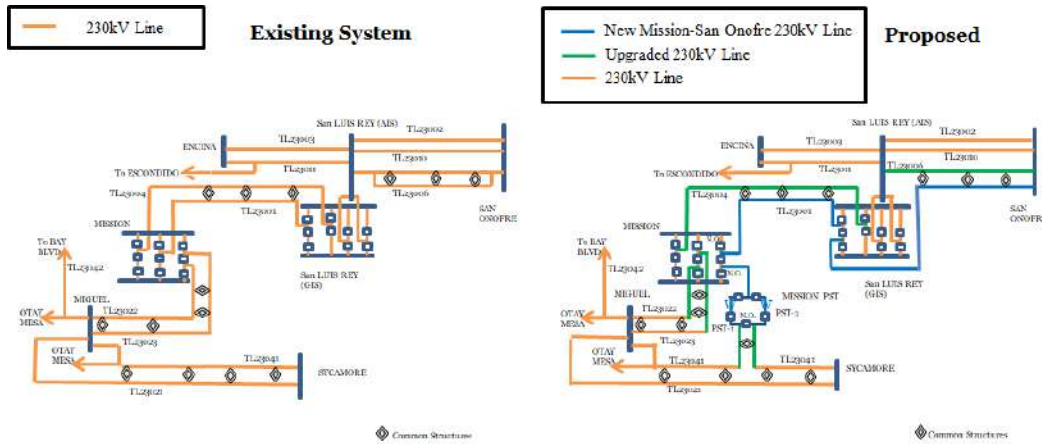 230kV Line
Existing System
San LUIS REY (AIS)
TL23003
TL23002
ENCINA
TL23010
TL23011
To ESCONDIDO
TL23004
TL23006
TL23001
SAN
ONOFRE
MISSION
To BAY
BLVD
TL23042
San LUIS REY
(GIS)
MIGUEL
TL23022
OTAY
MESA
TL23023
OTAY
MESA
TL23041
SYCAMORE
TL23021
Common Structures
New Mission-San Onofre 230kV Line
Upgraded 230kV Line
230kV Line
Proposed
San LUIS REY (AIS)
TL23003
TL23002
ENCINA
TL23010
TL23011
TL23006
To ESCONDIDO
TL23004
TL23001
SAN
ONOFRE
MISSION
N.O.
To BAY
BLVD
TL23042
N.O.
San LUIS REY
(GIS)
MIGUEL
MISSION PST
TL23022
OTAY
MESA
N.O.
PST-2
PST-1
TL23023
OTAY
MESA
TL23041
TL23041
SYCAMORE
TL23021
Common Structures